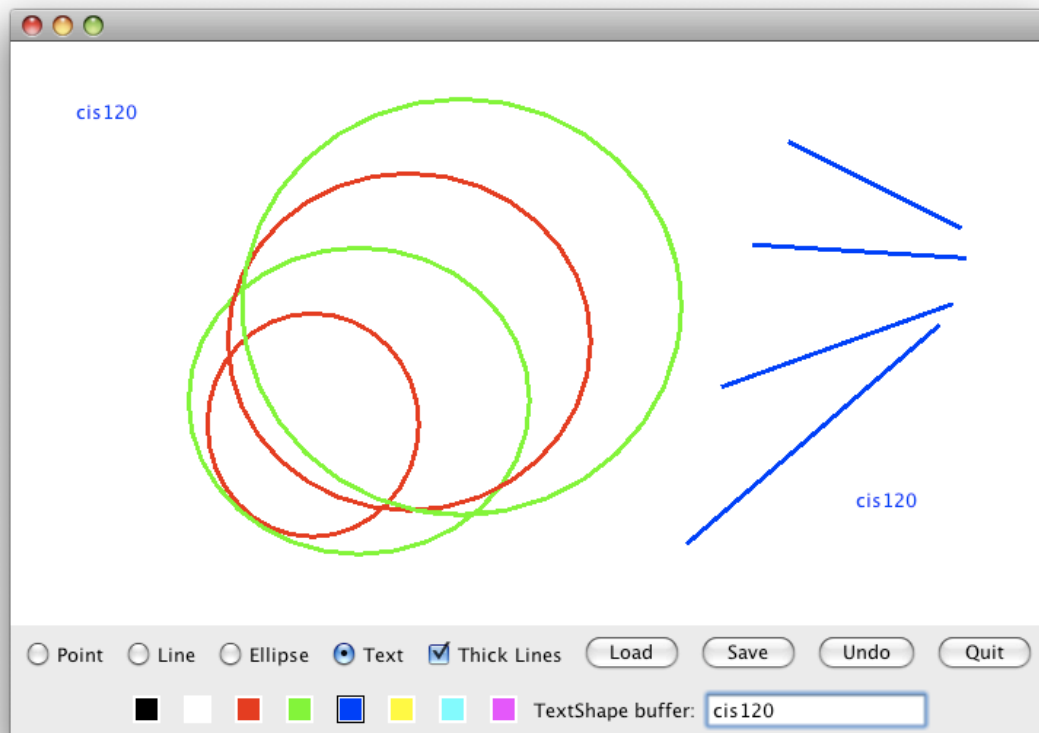 cis120
cis120
Point Line Ellipse Text Thick Lines Load Save Undo Quit
TextShape buffer: cis120